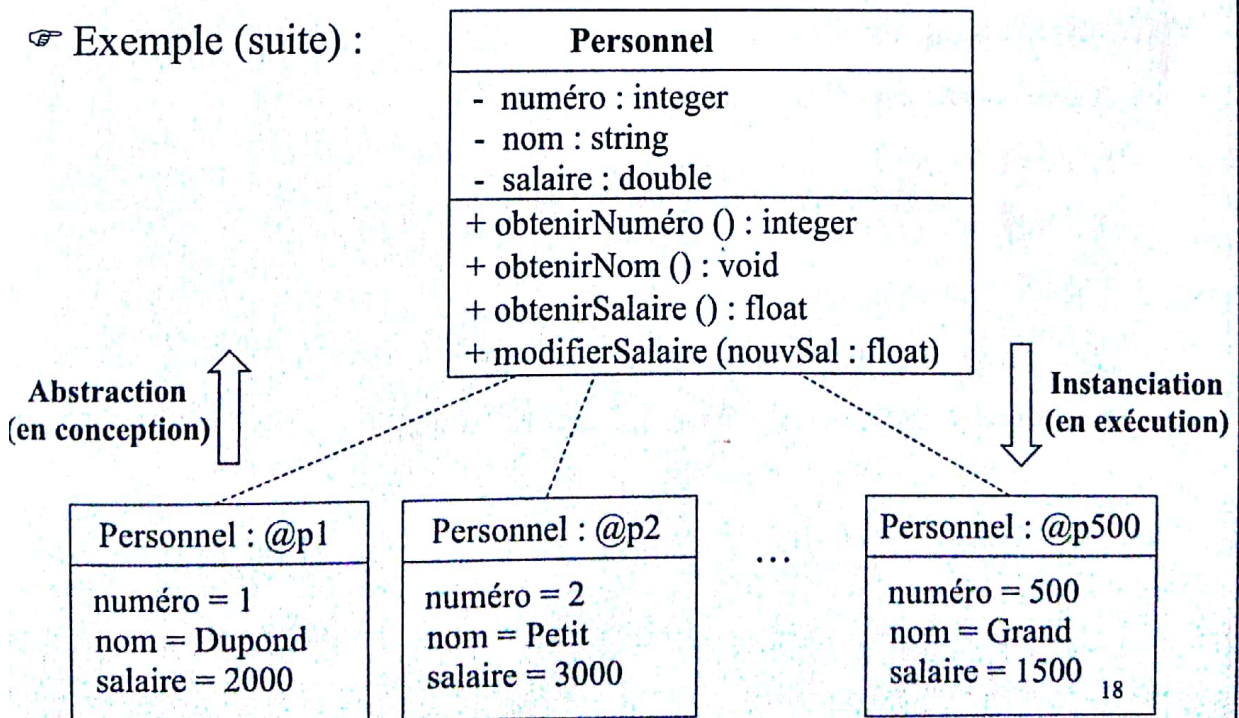 ☞ Exemple (suite) :
Personnel
- numéro : integer
- nom : string
- salaire : double
+ obtenirNuméro () : integer
+ obtenirNom () : void
+ obtenirSalaire () : float
+ modifierSalaire (nouvSal : float)
Abstraction
(en conception)
Instanciation
(en exécution)
Personnel : @p1
numéro = 1
nom = Dupond
salaire = 2000
Personnel : @p2
numéro = 2
nom = Petit
salaire = 3000
...
Personnel : @p500
numéro = 500
nom = Grand
salaire = 1500
18